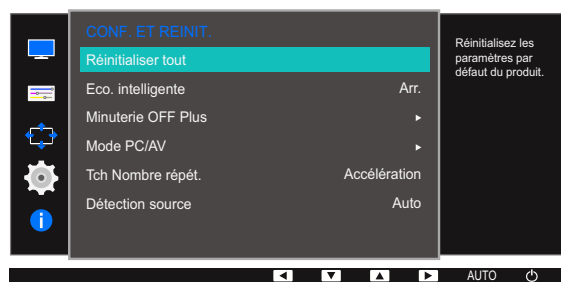 CONF. ET REINIT.
Réinitialiser tout
Eco. intelligente Arr.
Minuterie OFF Plus ▸
Mode PC/AV ▸
Tch Nombre répét. Accélération
Détection source Auto
Réinitialisez les
paramètres par
défaut du produit.
AUTO